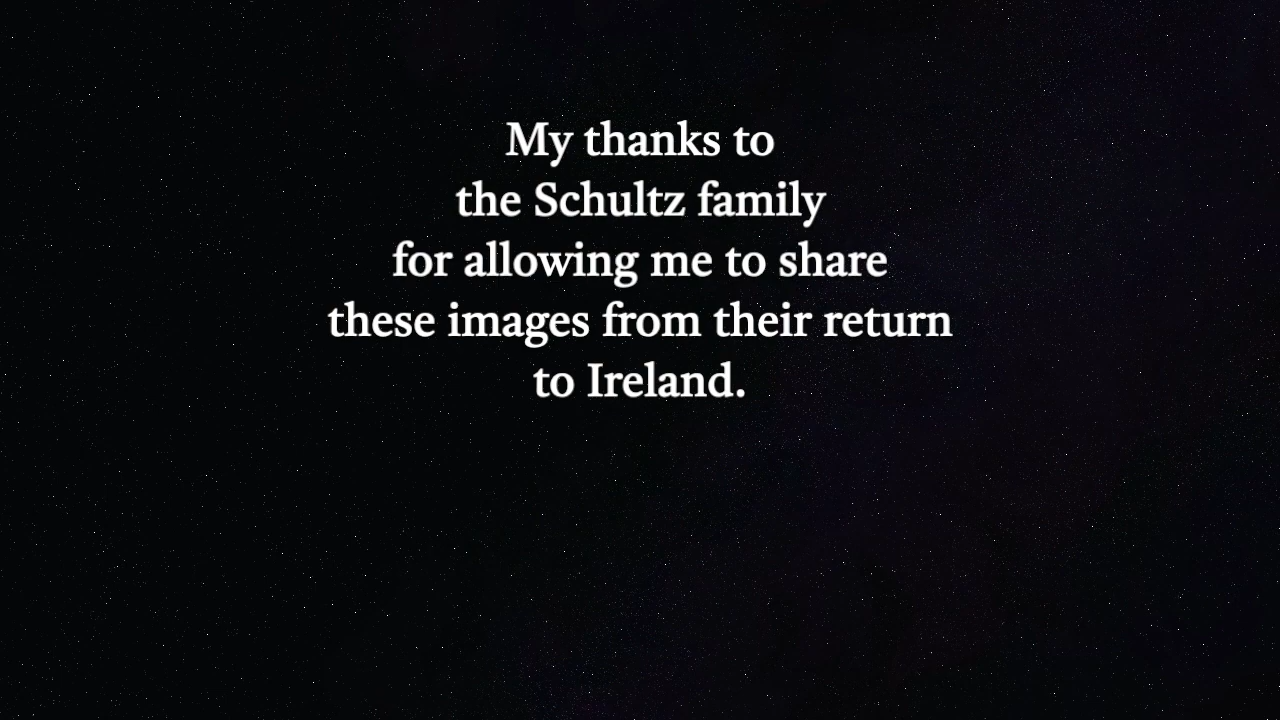 My thanks to
the Schultz family
for allowing me to share
these images from their return
to Ireland.